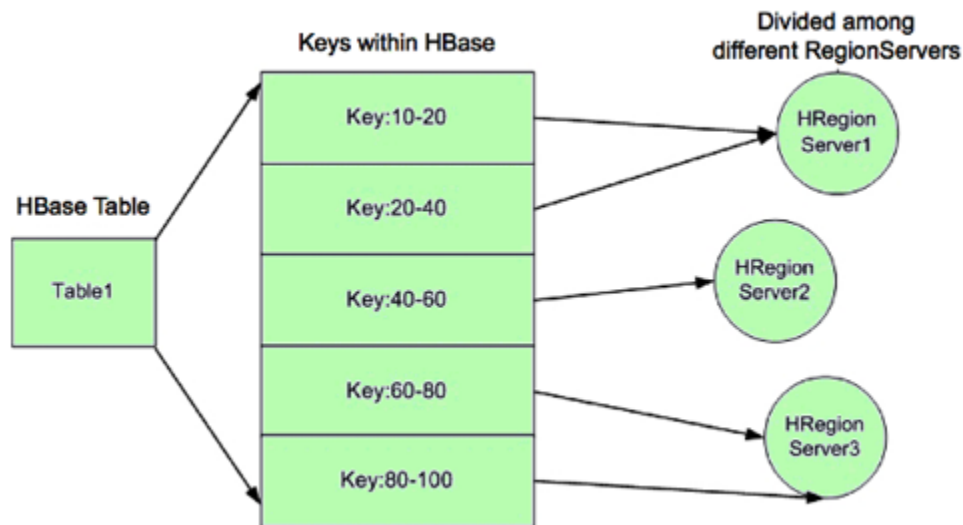 Divided among
different RegionServers
Keys within HBase
Key:10-20
HRegion
Server1
Key:20-40
HBase Table
Table1
HRegion
Server2
Key:40-60
Key:60-80
HRegion
Server3
Key:80-100